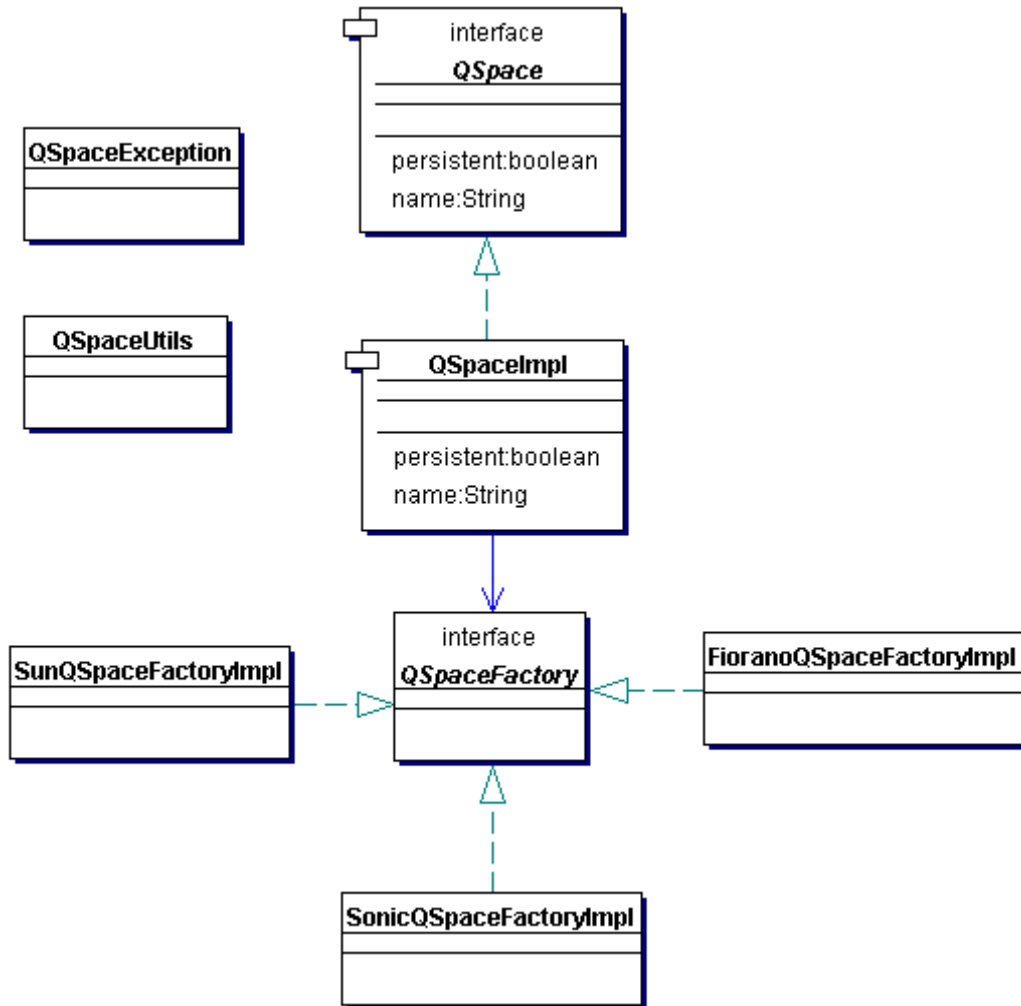 interface
QSpace
persistent:boolean
name:String
QSpaceException
QSpaceUtils
QSpaceImpl
persistent:boolean
name:String
interface
QSpaceFactory
SunQSpaceFactoryImpl
FioranoQSpaceFactoryImpl
SonicQSpaceFactoryImpl